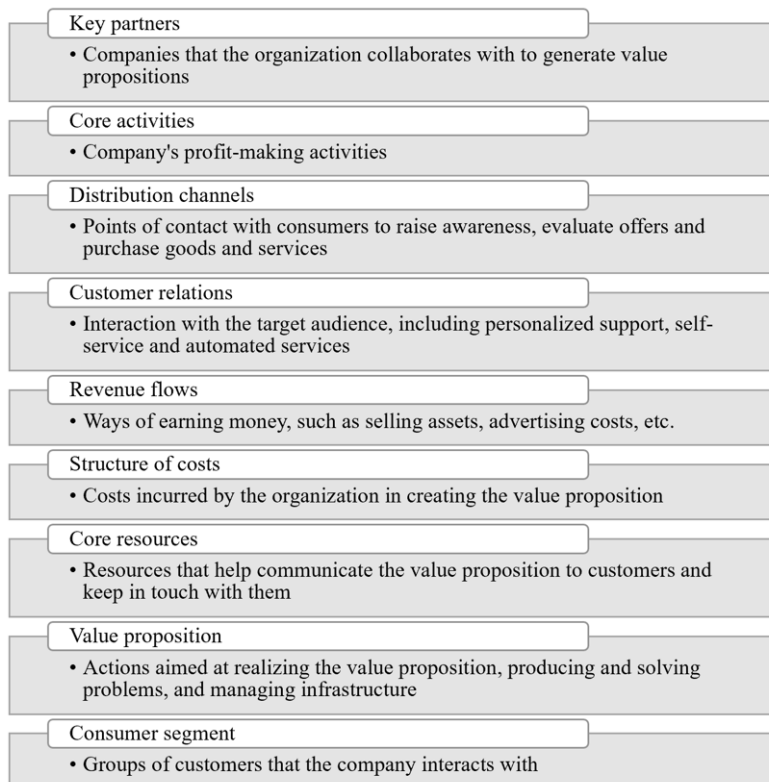 Key partners
• Companies that the organization collaborates with to generate value
propositions
Core activities
• Company's profit-making activities
Distribution channels
• Points of contact with consumers to raise awareness, evaluate offers and
purchase goods and services
Customer relations
• Interaction with the target audience, including personalized support, self-
service and automated services
Revenue flows
• Ways of earning money, such as selling assets, advertising costs, etc.
Structure of costs
• Costs incurred by the organization in creating the value proposition
Core resources
• Resources that help communicate the value proposition to customers and
keep in touch with them
Value proposition
• Actions aimed at realizing the value proposition, producing and solving
problems, and managing infrastructure
Consumer segment
• Groups of customers that the company interacts with